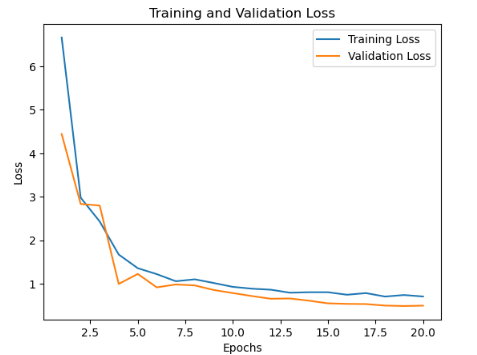 Training and Validation Loss
Training Loss
Validation Loss
6
5
4
3
2
1
Loss
2.5 5.0 7.5 10.0 12.5 15.0 17.5 20.0
Epochs